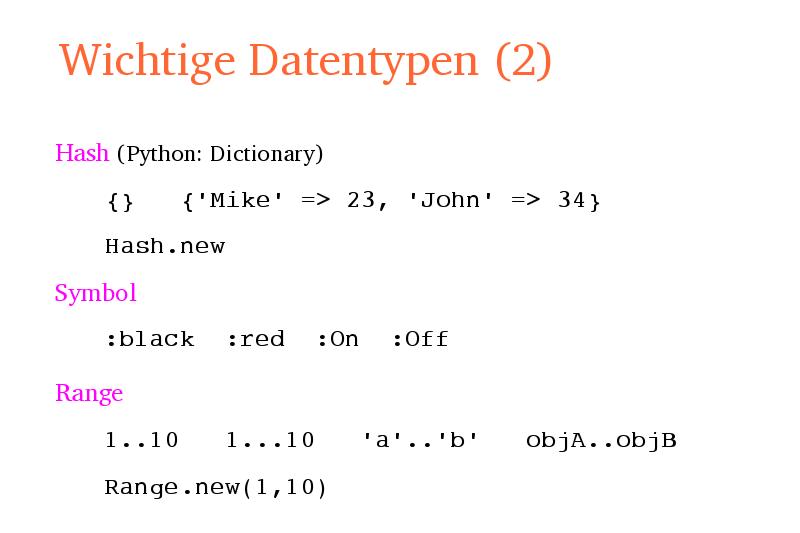 Wichtige Datentypen (2)
Hash (Python: Dictionary)
{} {'Mike' => 23, 'John' => 34}
Hash.new
Symbol
:black :red :On :Off
Range
1..10 1...10 'a'..'b' objA..objB
Range.new(1,10)